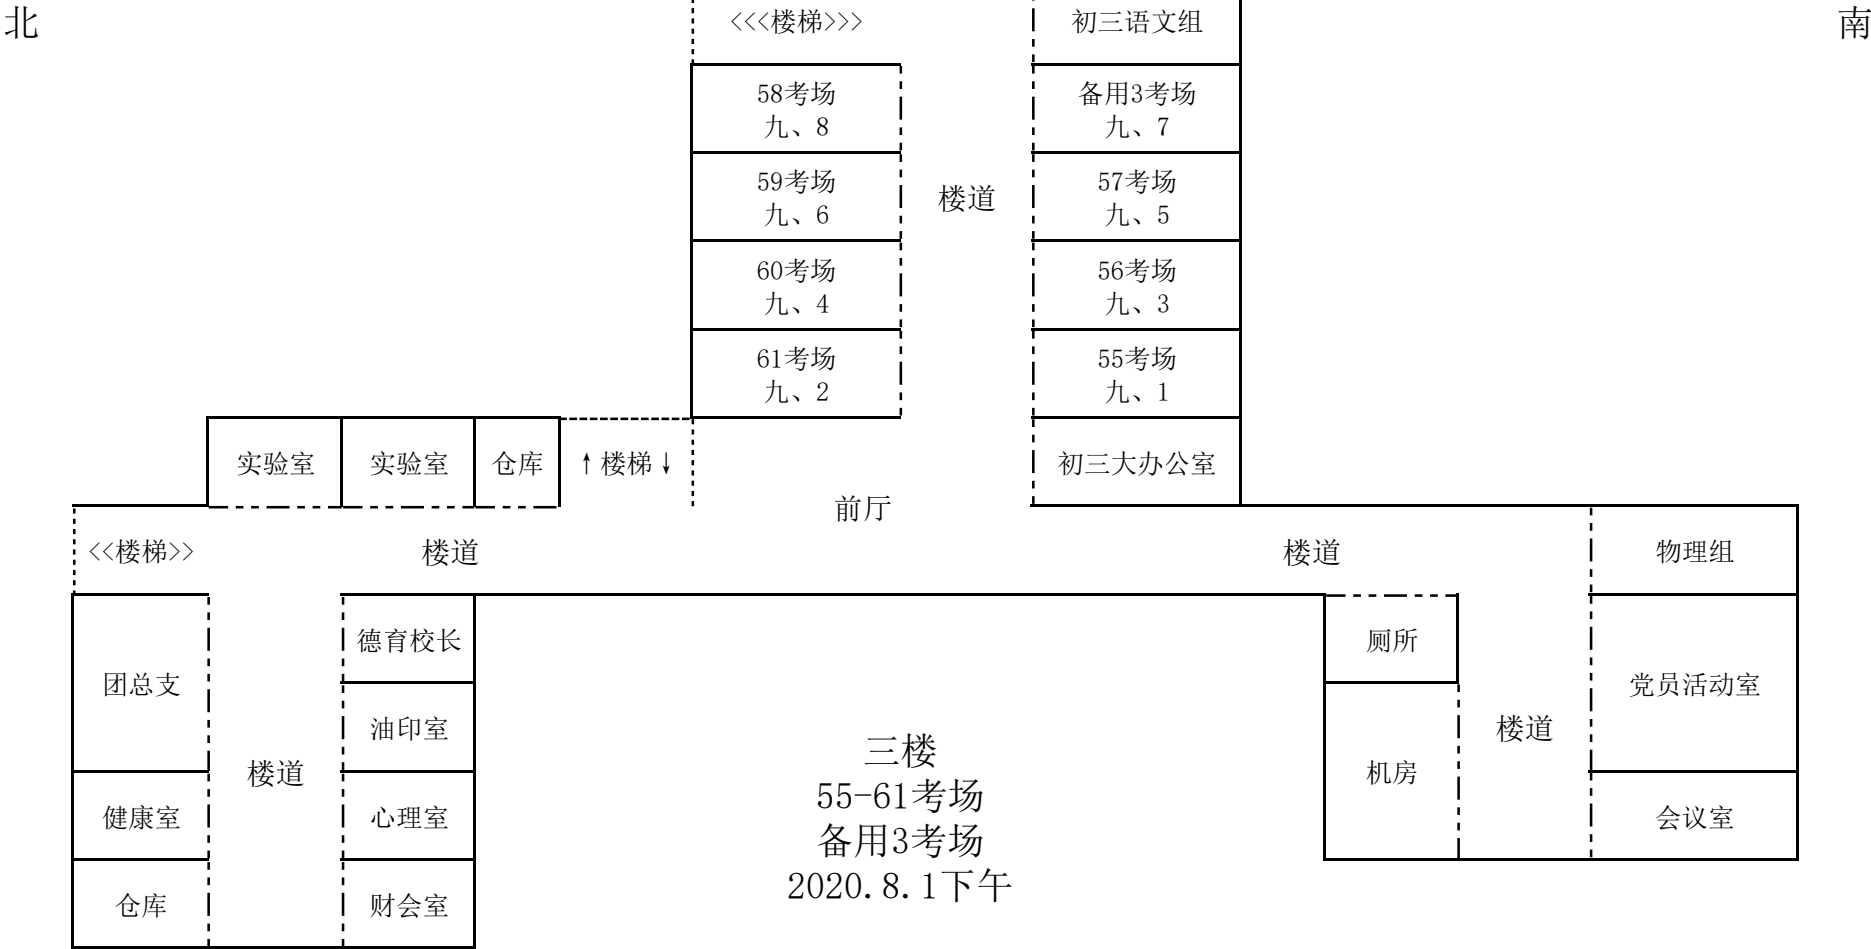 北
南
<<<楼梯>>>
初三语文组
58考场
九、8
备用3考场
九、7
59考场
九、6
楼道
57考场
九、5
60考场
九、4
56考场
九、3
61考场
九、2
55考场
九、1
实验室
实验室
仓库
↑楼梯↓
初三大办公室
前厅
<<楼梯>>
楼道
楼道
物理组
团总支
德育校长
厕所
党员活动室
油印室
楼道
楼道
机房
健康室
心理室
会议室
仓库
财会室
三楼
55-61考场
备用3考场
2020.8.1下午